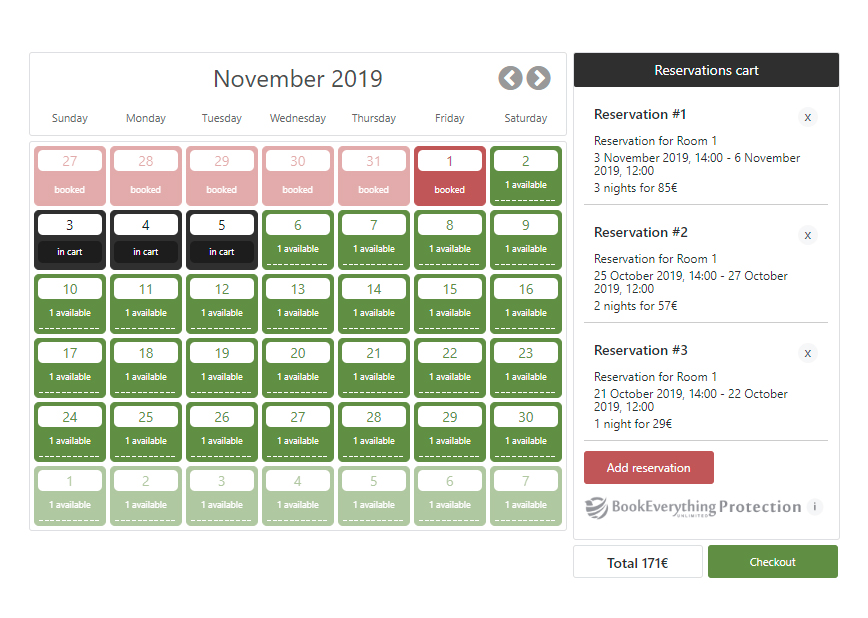 November 2019
Sunday Monday Tuesday Wednesday Thursday Friday Saturday
27 28 29 30 31 1 2
booked booked booked booked booked booked 1 available
3 4 5 6 7 8 9
in cart in cart in cart 1 available 1 available 1 available 1 available
10 11 12 13 14 15 16
1 available 1 available 1 available 1 available 1 available 1 available 1 available
17 18 19 20 21 22 23
1 available 1 available 1 available 1 available 1 available 1 available 1 available
24 25 26 27 28 29 30
1 available 1 available 1 available 1 available 1 available 1 available 1 available
1 2 3 4 5 6 7
1 available 1 available 1 available 1 available 1 available 1 available 1 available
Reservations cart
Reservation #1 x
Reservation for Room 1
3 November 2019, 14:00 - 6 November
2019, 12:00
3 nights for 85€
Reservation #2 x
Reservation for Room 1
25 October 2019, 14:00 - 27 October
2019, 12:00
2 nights for 57€
Reservation #3 x
Reservation for Room 1
21 October 2019, 14:00 - 22 October
2019, 12:00
1 night for 29€
Add reservation
BookEverything Protection i
UNLIMITED
Total 171€ Checkout